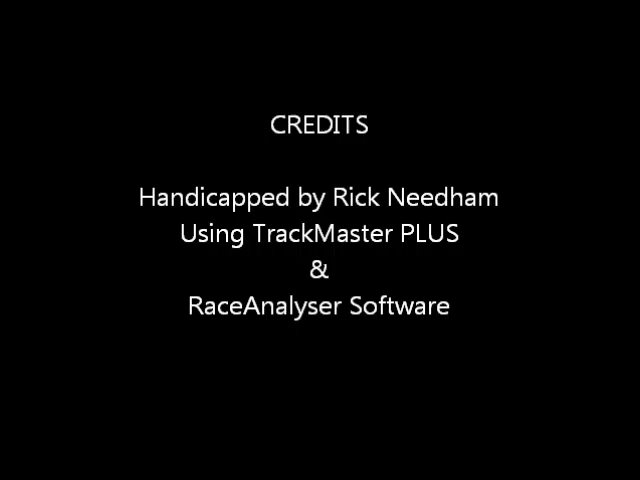 CREDITS
Handicapped by Rick Needham
Using TrackMaster PLUS
&
RaceAnalyser Software